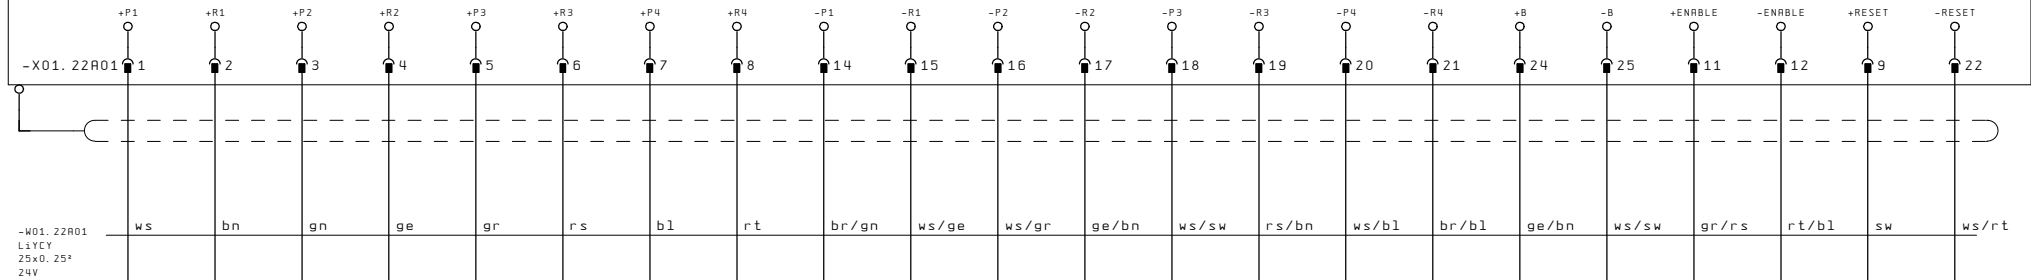 +P1 +R1 +P2 +R2 +P3 +R3 +P4 +R4 -P1 -R1 -P2 -R2 -P3 -R3 -P4 -R4 +B -B +ENABLE -ENABLE +RESET -RESET
-X01.22A01 1 2 3 4 5 6 7 8 14 15 16 17 18 19 20 21 24 25 11 12 9 22
ws bn gn ge gr rs bl rt br/gn ws/ge ws/gr ge/bn ws/sw rs/bn ws/bl br/bl ge/bn ws/sw gr/rs rt/bl sw ws/rt
-W01.22A01
LiYCY
25x0.25²
24V